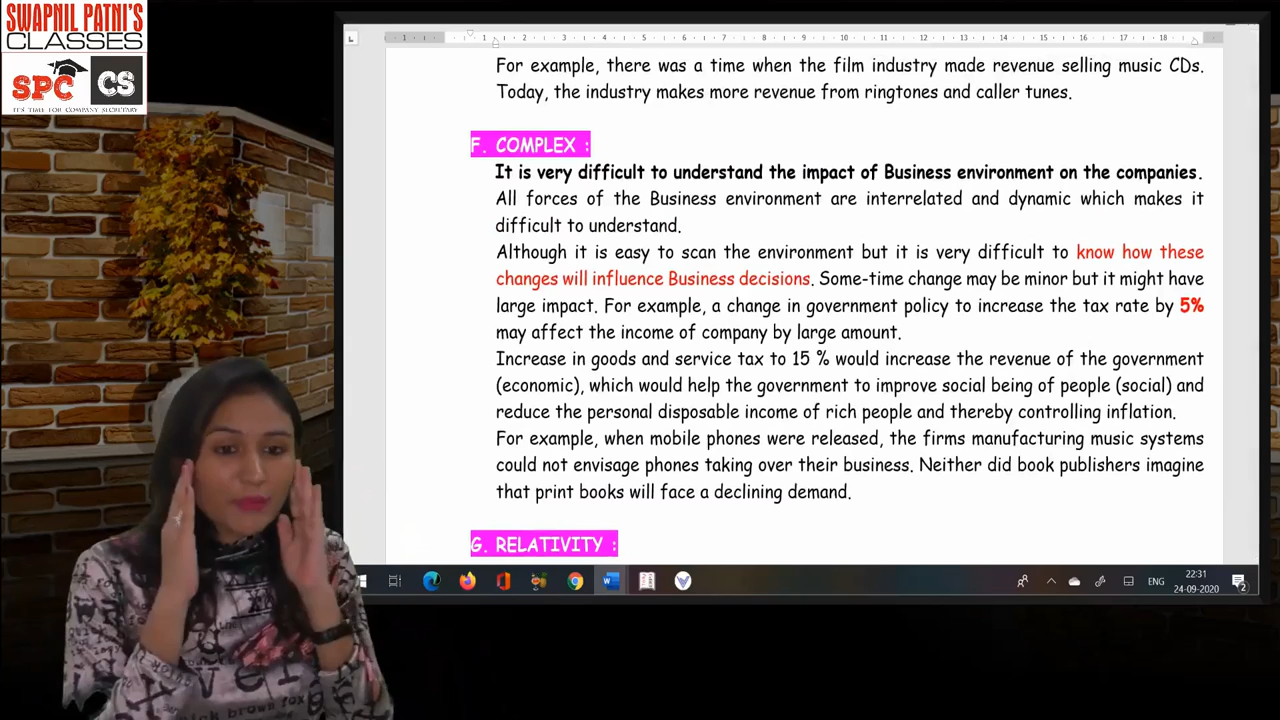 SWAPNIL PATNI'S
CLASSES
SPC CS
IT'S TIME FOR COMPANY SECRETARY
For example, there was a time when the film industry made revenue selling music CDs.
Today, the industry makes more revenue from ringtones and caller tunes.
F. COMPLEX :
It is very difficult to understand the impact of Business environment on the companies.
All forces of the Business environment are interrelated and dynamic which makes it
difficult to understand.
Although it is easy to scan the environment but it is very difficult to know how these
changes will influence Business decisions. Some-time change may be minor but it might have
large impact. For example, a change in government policy to increase the tax rate by 5%
may affect the income of company by large amount.
Increase in goods and service tax to 15 % would increase the revenue of the government
(economic), which would help the government to improve social being of people (social) and
reduce the personal disposable income of rich people and thereby controlling inflation.
For example, when mobile phones were released, the firms manufacturing music systems
could not envisage phones taking over their business. Neither did book publishers imagine
that print books will face a declining demand.
G. RELATIVITY :
ENG
22:31
24-09-2020
2